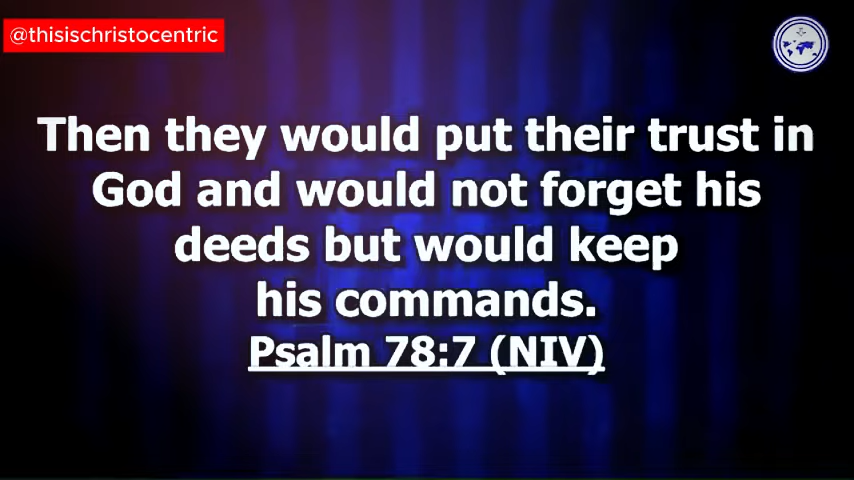 @thisischristocentric
Then they would put their trust in
God and would not forget his
deeds but would keep
his commands.
Psalm 78:7 (NIV)